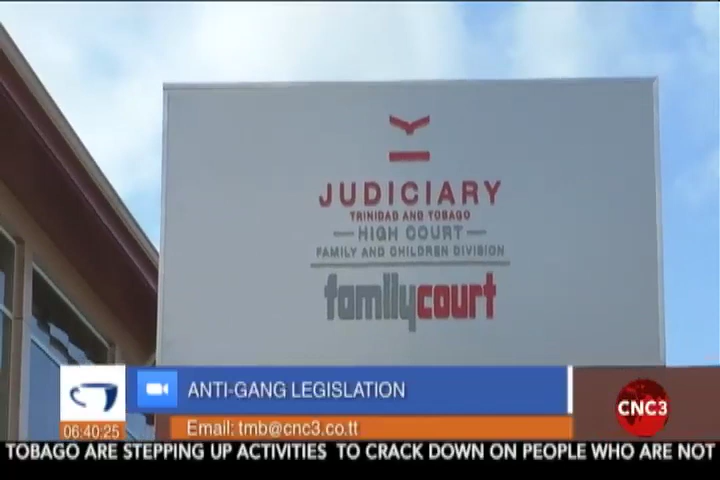 JUDICIARY
TRINIDAD AND TOBAGO
HIGH COURT
FAMILY AND CHILDREN DIVISION
familycourt
ANTI-GANG LEGISLATION
CNC3
06:40:25
Email: tmb@cnc3.co.tt
TOBAGO ARE STEPPING UP ACTIVITIES TO CRACK DOWN ON PEOPLE WHO ARE NOT